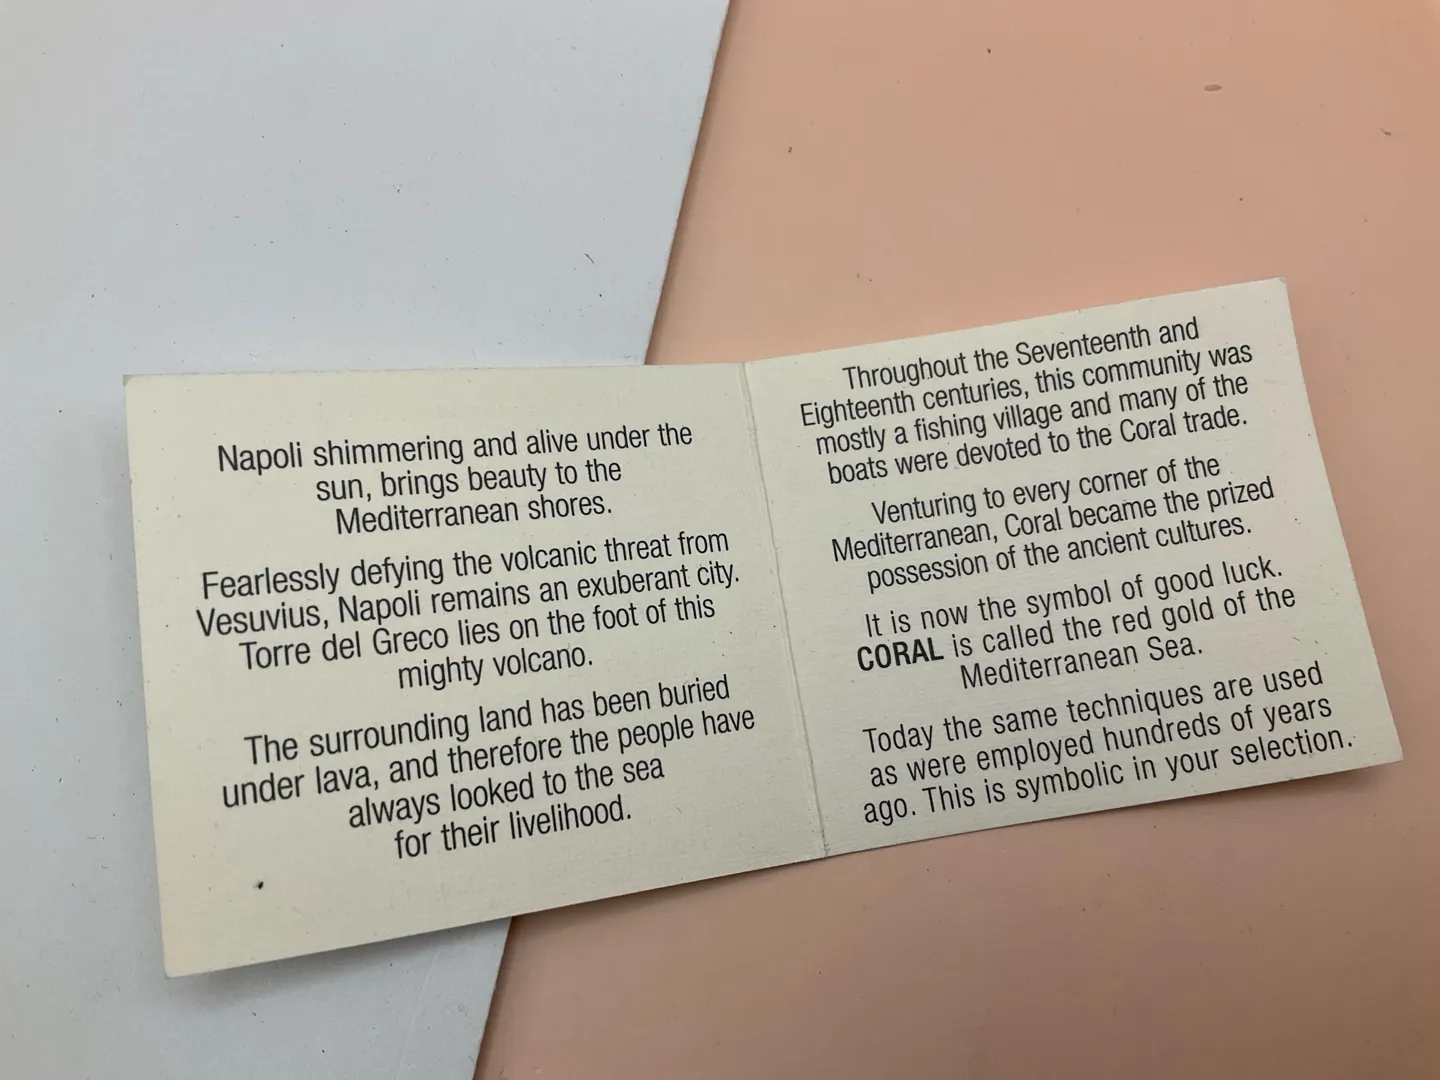 Napoli shimmering and alive under the
sun, brings beauty to the
Mediterranean shores.
Fearlessly defying the volcanic threat from
Vesuvius, Napoli remains an exuberant city.
Torre del Greco lies on the foot of this
mighty volcano.
The surrounding land has been buried
under lava, and therefore the people have
always looked to the sea
for their livelihood.
Throughout the Seventeenth and
Eighteenth centuries, this community was
mostly a fishing village and many of the
boats were devoted to the Coral trade.
Venturing to every corner of the
Mediterranean, Coral became the prized
possession of the ancient cultures.
It is now the symbol of good luck.
CORAL is called the red gold of the
Mediterranean Sea.
Today the same techniques are used
as were employed hundreds of years
ago. This is symbolic in your selection.